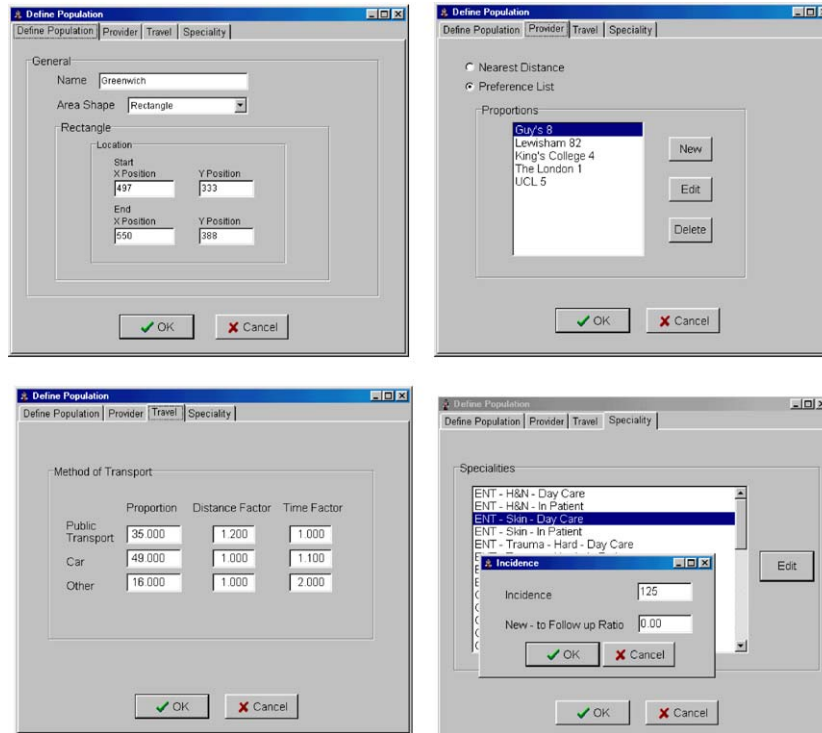 Define Population
Define Population Provider Travel Speciality
General
Name Greenwich
Area Shape Rectangle
Rectangle
Location
Start
X Position Y Position
497 333
End
X Position Y Position
550 388
OK Cancel
Define Population
Define Population Provider Travel Speciality
Nearest Distance
Preference List
Proportions
Guy's 8
Lewisham 82
King's College 4
The London 1
UCL 5
New
Edit
Delete
OK Cancel
Define Population
Define Population Provider Travel Speciality
Method of Transport
Proportion Distance Factor Time Factor
Public
Transport 35.000 1.200 1.000
Car 49.000 1.000 1.100
Other 16.000 1.000 2.000
OK Cancel
Define Population
Define Population Provider Travel Speciality
Specialities
ENT - H&N - Day Care
ENT - H&N - In Patient
ENT - Skin - Day Care
ENT - Skin - In Patient
ENT - Trauma - Hard - Day Care
Edit
Incidence
Incidence 125
New - to Follow up Ratio 0.00
OK Cancel
OK Cancel